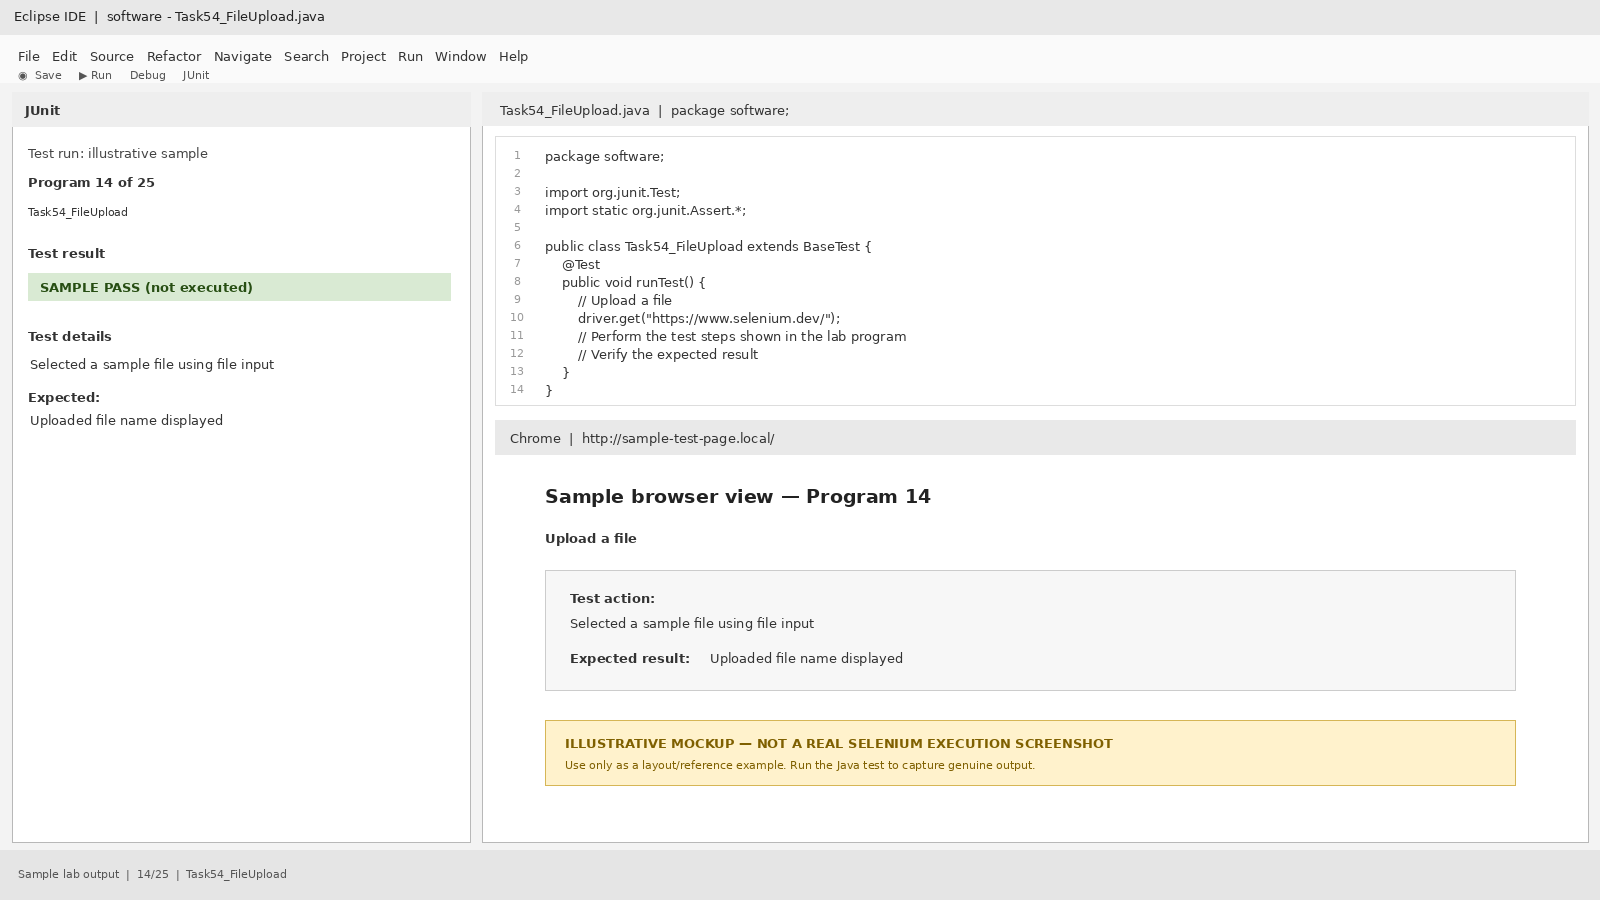 Eclipse IDE | software - Task54_FileUpload.java
File Edit Source Refactor Navigate Search Project Run Window Help
◉ Save ▶ Run Debug JUnit
JUnit
Test run: illustrative sample
Program 14 of 25
Task54_FileUpload
Test result
SAMPLE PASS (not executed)
Test details
Selected a sample file using file input
Expected:
Uploaded file name displayed
Task54_FileUpload.java | package software;
1 package software;
2
3 import org.junit.Test;
4 import static org.junit.Assert.*;
5
6 public class Task54_FileUpload extends BaseTest {
7 @Test
8 public void runTest() {
9 // Upload a file
10 driver.get("https://www.selenium.dev/");
11 // Perform the test steps shown in the lab program
12 // Verify the expected result
13 }
14 }
Chrome | http://sample-test-page.local/
Sample browser view — Program 14
Upload a file
Test action:
Selected a sample file using file input
Expected result: Uploaded file name displayed
ILLUSTRATIVE MOCKUP — NOT A REAL SELENIUM EXECUTION SCREENSHOT
Use only as a layout/reference example. Run the Java test to capture genuine output.
Sample lab output | 14/25 | Task54_FileUpload